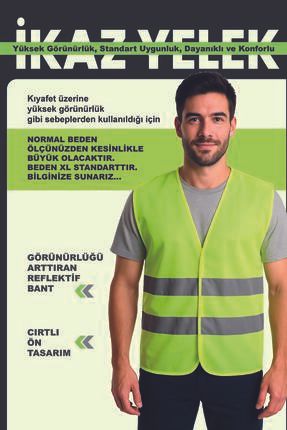 İKAZ YELEK
Yüksek Görünürlük, Standart Uygunluk, Dayanıklı ve Konforlu
Kıyafet üzerine
yüksek görünürlük
gibi sebeplerden kullanıldığı için
NORMAL BEDEN
ÖLÇÜNÜZDEN KESİNLİKLE
BÜYÜK OLACAKTIR.
BEDEN XL STANDARTTIR.
BİLGİNİZE SUNARIZ...
GÖRÜNÜRLÜĞÜ
ARTTIRAN
REFLEKTİF
BANT
CIRTLI
ÖN
TASARIM